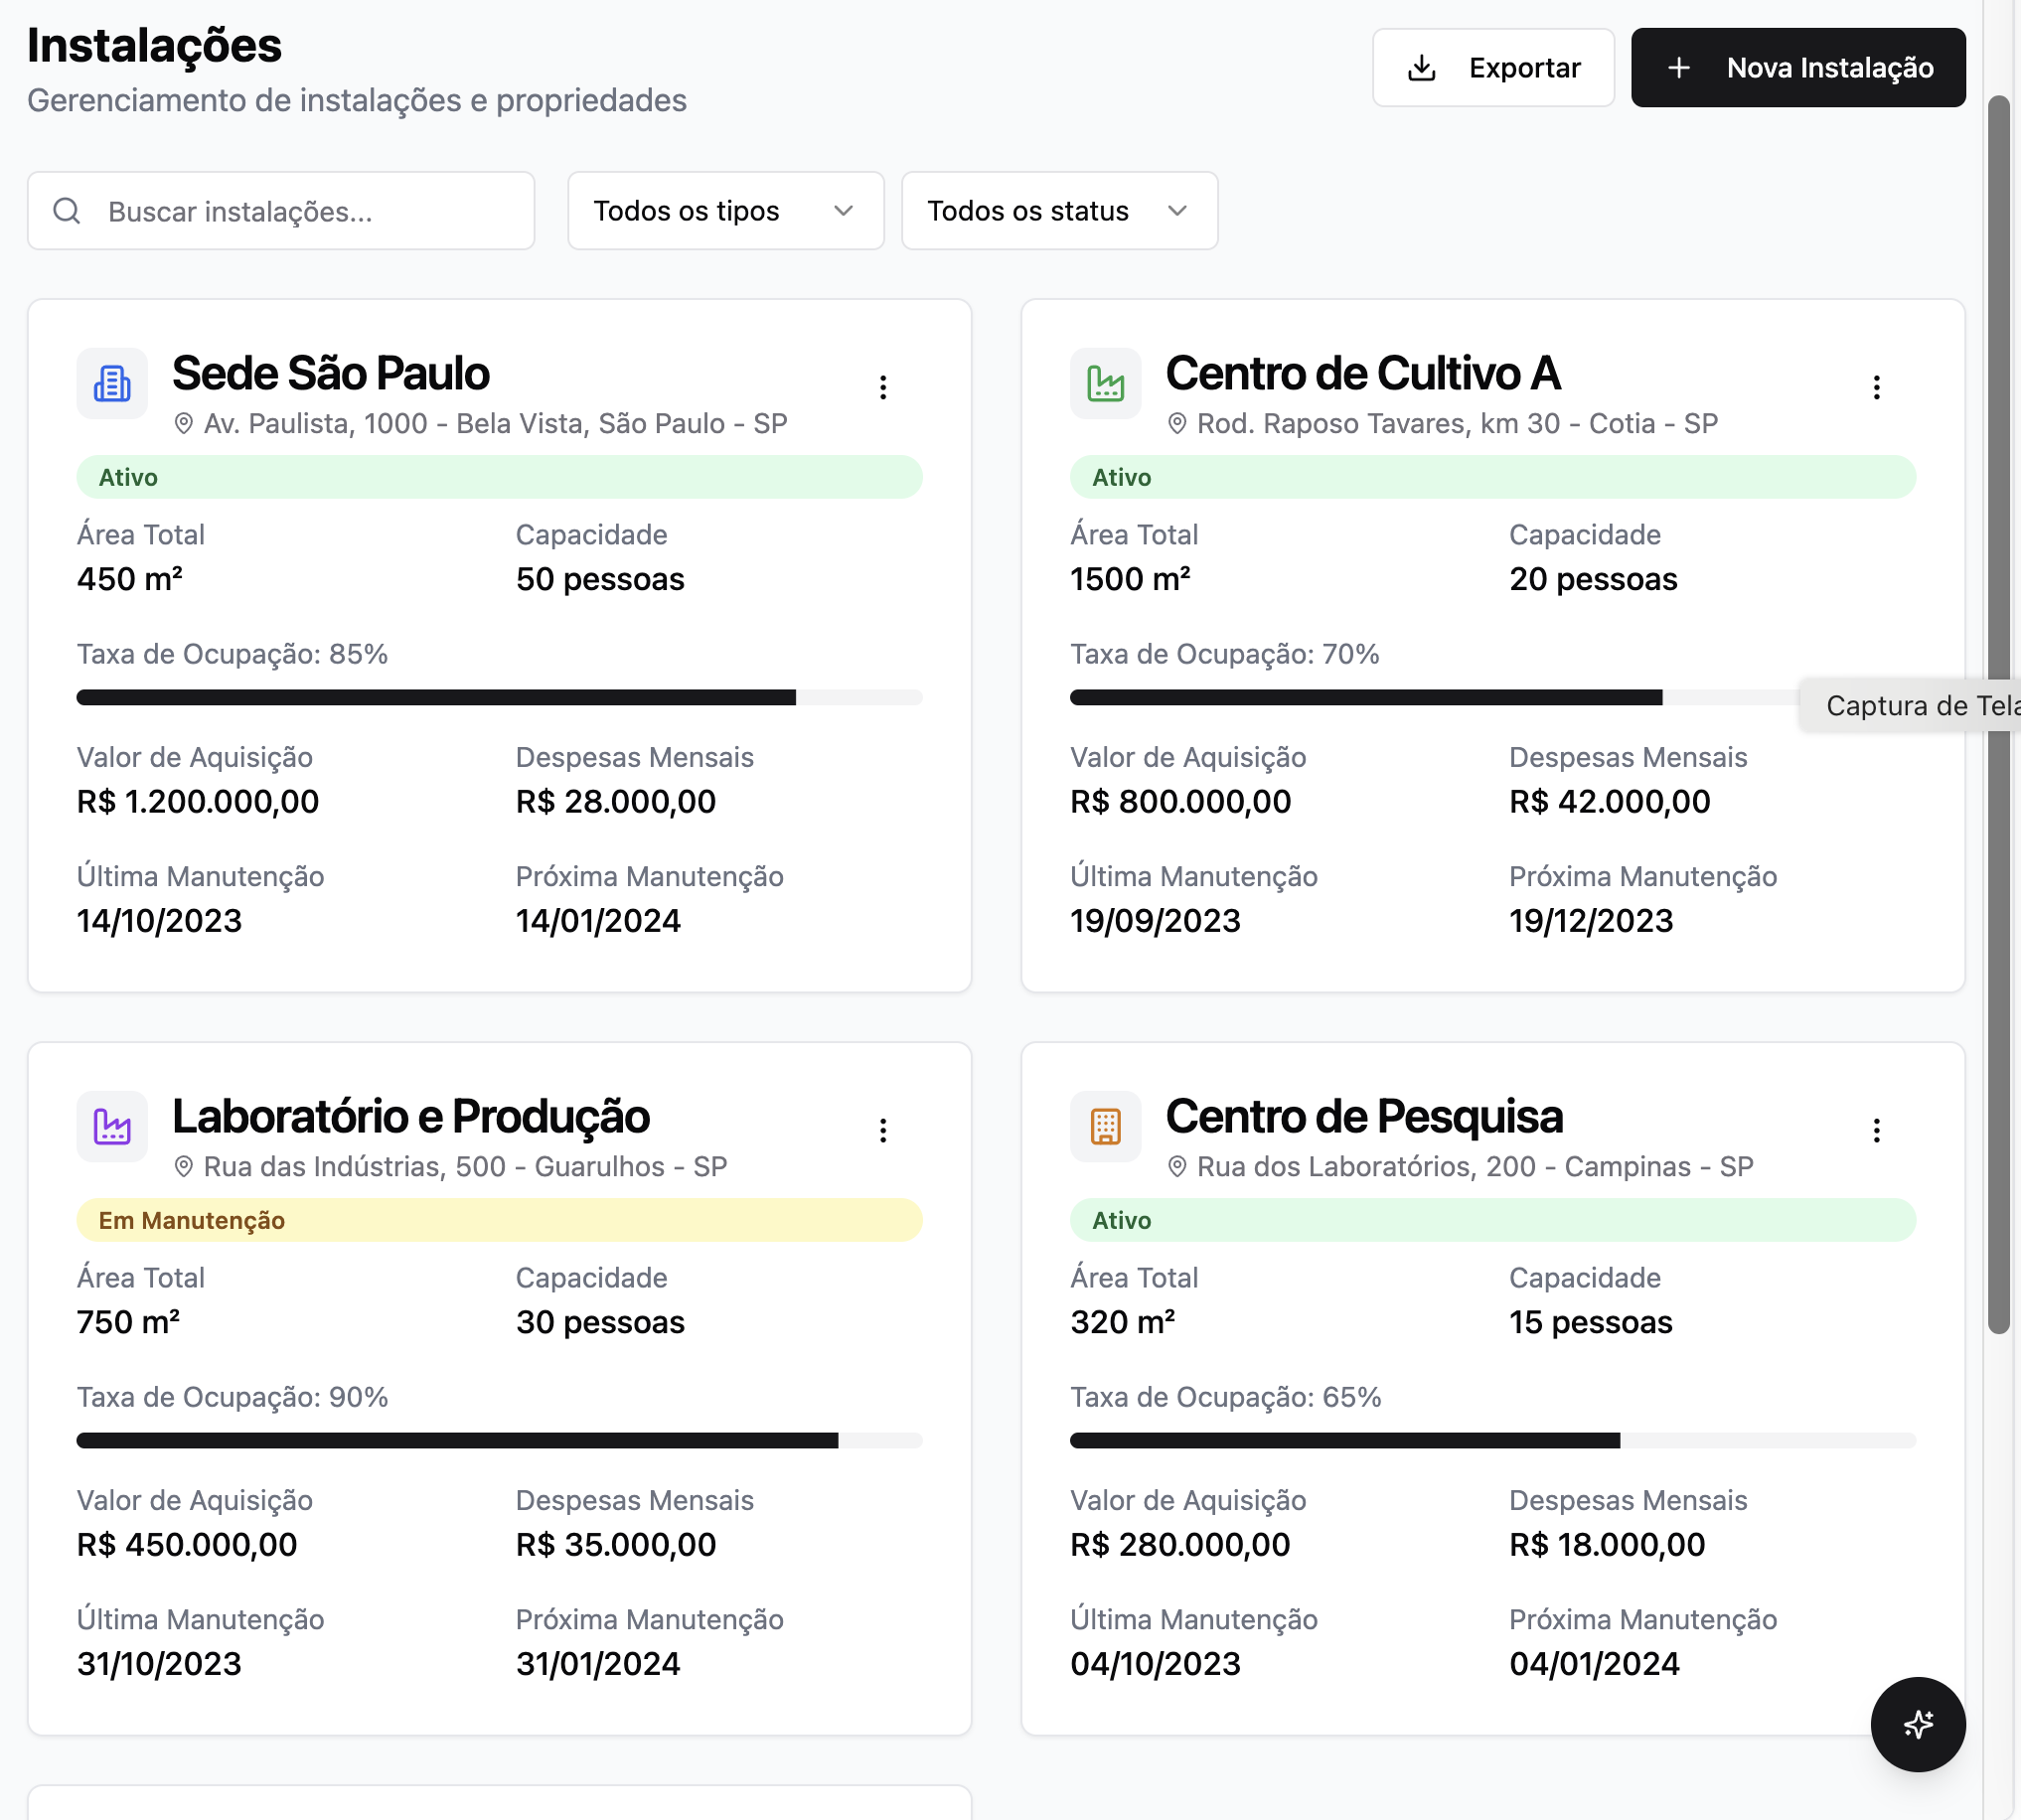 Instalações
Gerenciamento de instalações e propriedades
Exportar
Nova Instalação
Buscar instalações...
Todos os tipos
Todos os status
Sede São Paulo
Av. Paulista, 1000 - Bela Vista, São Paulo - SP
Ativo
Área Total
Capacidade
450 m²
50 pessoas
Taxa de Ocupação: 85%
Valor de Aquisição
Despesas Mensais
R$ 1.200.000,00
R$ 28.000,00
Última Manutenção
Próxima Manutenção
14/10/2023
14/01/2024
Centro de Cultivo A
Rod. Raposo Tavares, km 30 - Cotia - SP
Ativo
Área Total
Capacidade
1500 m²
20 pessoas
Taxa de Ocupação: 70%
Captura de Tela
Valor de Aquisição
Despesas Mensais
R$ 800.000,00
R$ 42.000,00
Última Manutenção
Próxima Manutenção
19/09/2023
19/12/2023
Laboratório e Produção
Rua das Indústrias, 500 - Guarulhos - SP
Em Manutenção
Área Total
Capacidade
750 m²
30 pessoas
Taxa de Ocupação: 90%
Valor de Aquisição
Despesas Mensais
R$ 450.000,00
R$ 35.000,00
Última Manutenção
Próxima Manutenção
31/10/2023
31/01/2024
Centro de Pesquisa
Rua dos Laboratórios, 200 - Campinas - SP
Ativo
Área Total
Capacidade
320 m²
15 pessoas
Taxa de Ocupação: 65%
Valor de Aquisição
Despesas Mensais
R$ 280.000,00
R$ 18.000,00
Última Manutenção
Próxima Manutenção
04/10/2023
04/01/2024